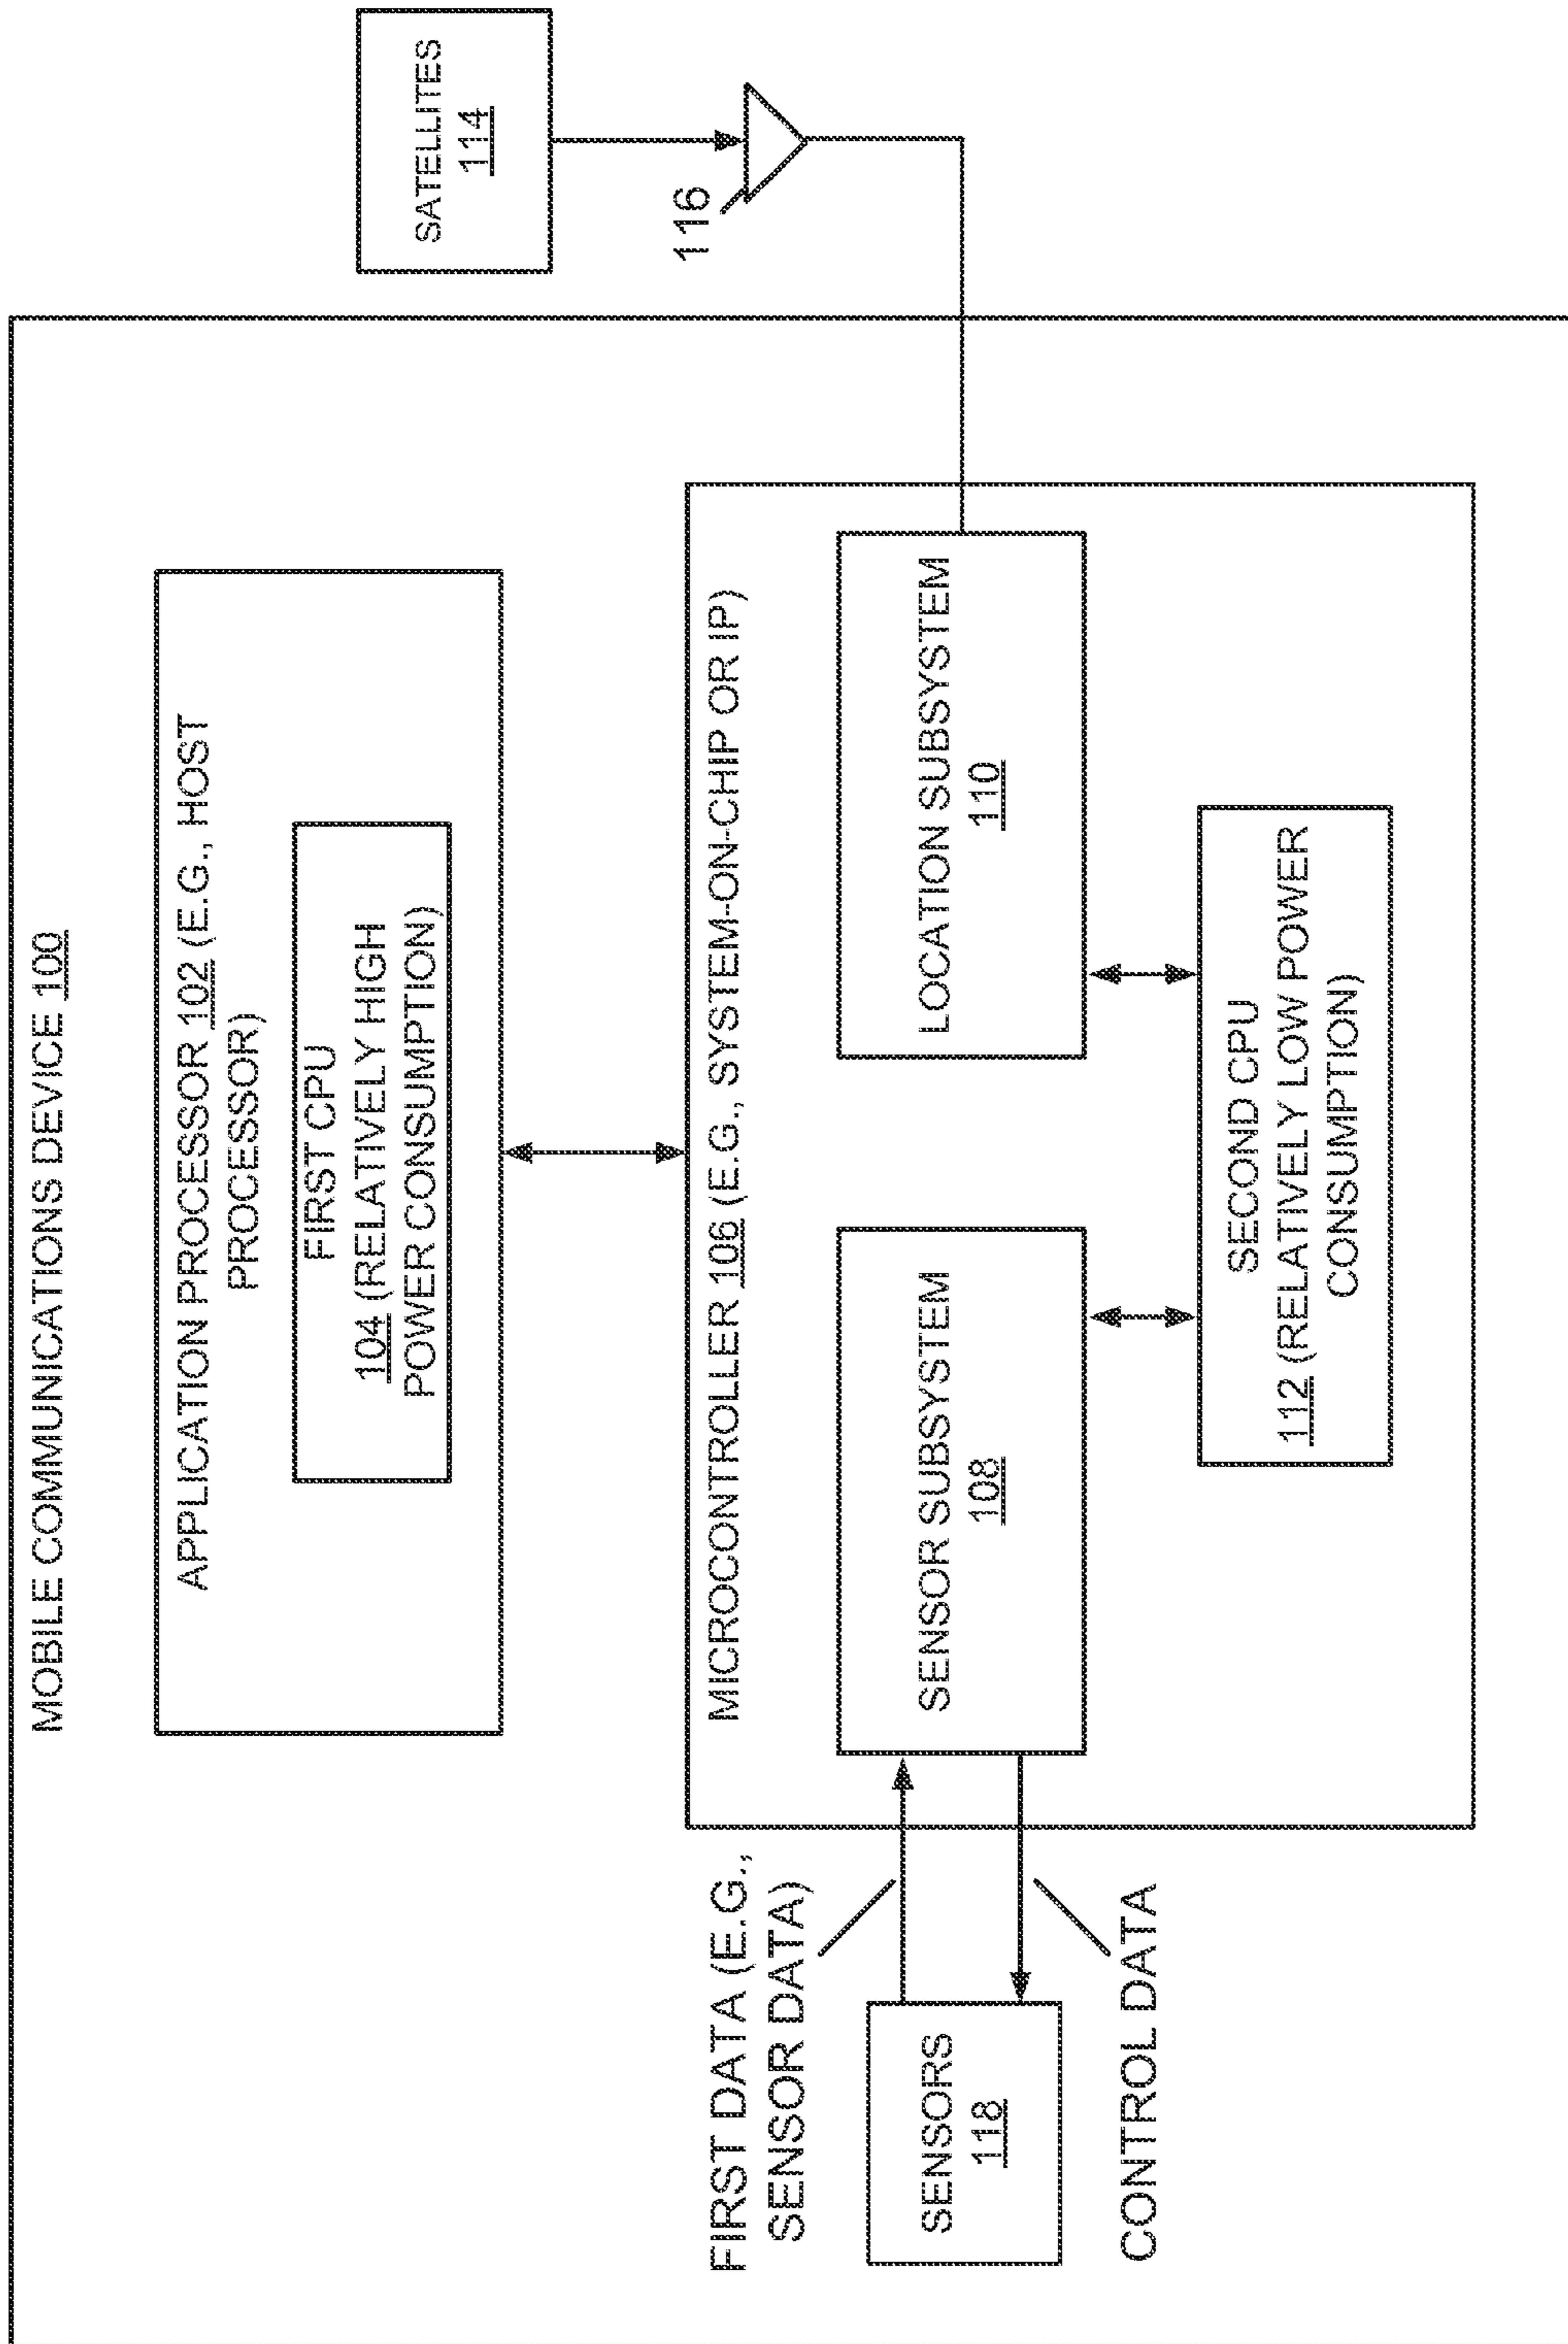 MOBILE COMMUNICATIONS DEVICE 100
APPLICATION PROCESSOR 102 (E.G., HOST
PROCESSOR)
FIRST CPU
104 (RELATIVELY HIGH
POWER CONSUMPTION)
SATELLITES
114
116
MICROCONTROLLER 106 (E.G., SYSTEM-ON-CHIP OR IP)
FIRST DATA (E.G.,
SENSOR DATA)
SENSORS
118
CONTROL DATA
SENSOR SUBSYSTEM
108
LOCATION SUBSYSTEM
110
SECOND CPU
112 (RELATIVELY LOW POWER
CONSUMPTION)